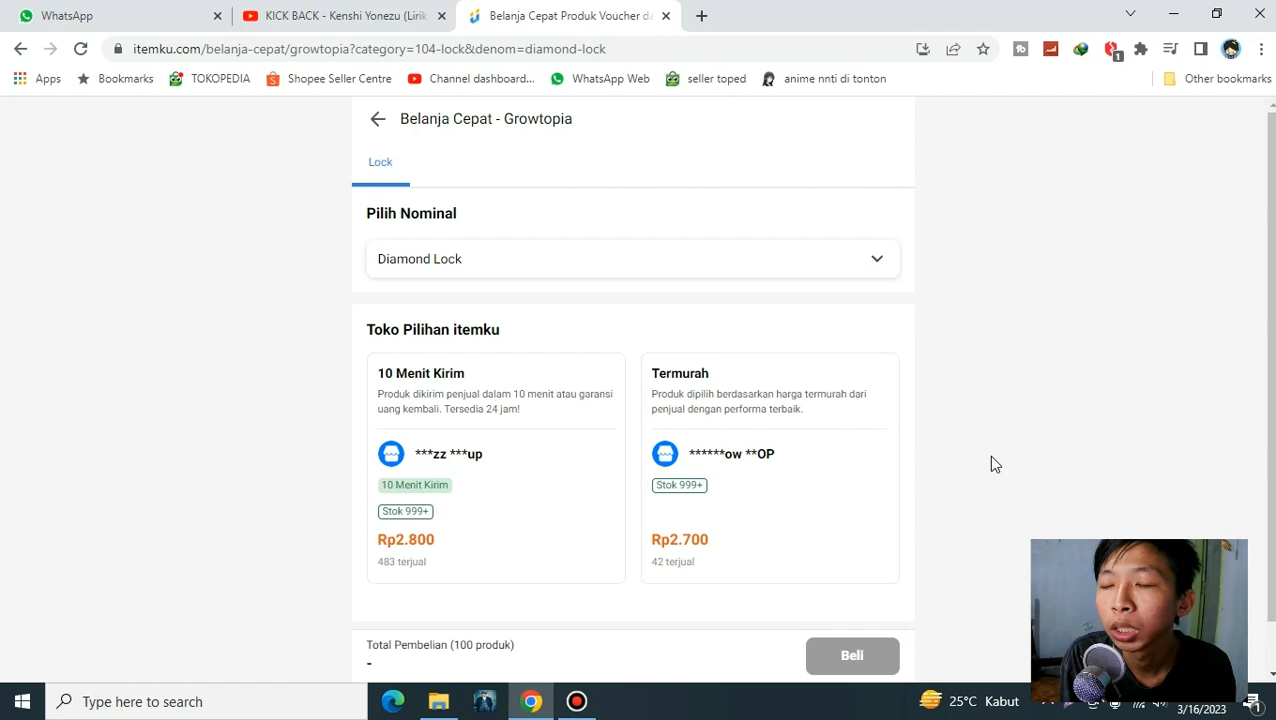 WhatsApp
KICK BACK - Kenshi Yonezu (Lirik
Belanja Cepat Produk Voucher da
itemku.com/belanja-cepat/growtopia?category=104-lock&denom=diamond-lock
1
Apps
Bookmarks
TOKOPEDIA
Shopee Seller Centre
Channel dashboard...
WhatsApp Web
seller toped
anime nnti di tonton
Other bookmarks
Belanja Cepat - Growtopia
Lock
Pilih Nominal
Diamond Lock
Toko Pilihan itemku
10 Menit Kirim
Produk dikirim penjual dalam 10 menit atau garansi
uang kembali. Tersedia 24 jam!
***zz ***up
10 Menit Kirim
Stok 999+
Rp2.800
483 terjual
Termurah
Produk dipilih berdasarkan harga termurah dari
penjual dengan performa terbaik.
******ow **OP
Stok 999+
Rp2.700
42 terjual
Total Pembelian (100 produk)
-
Beli
Type here to search
25°C Kabut
3/16/2023
1